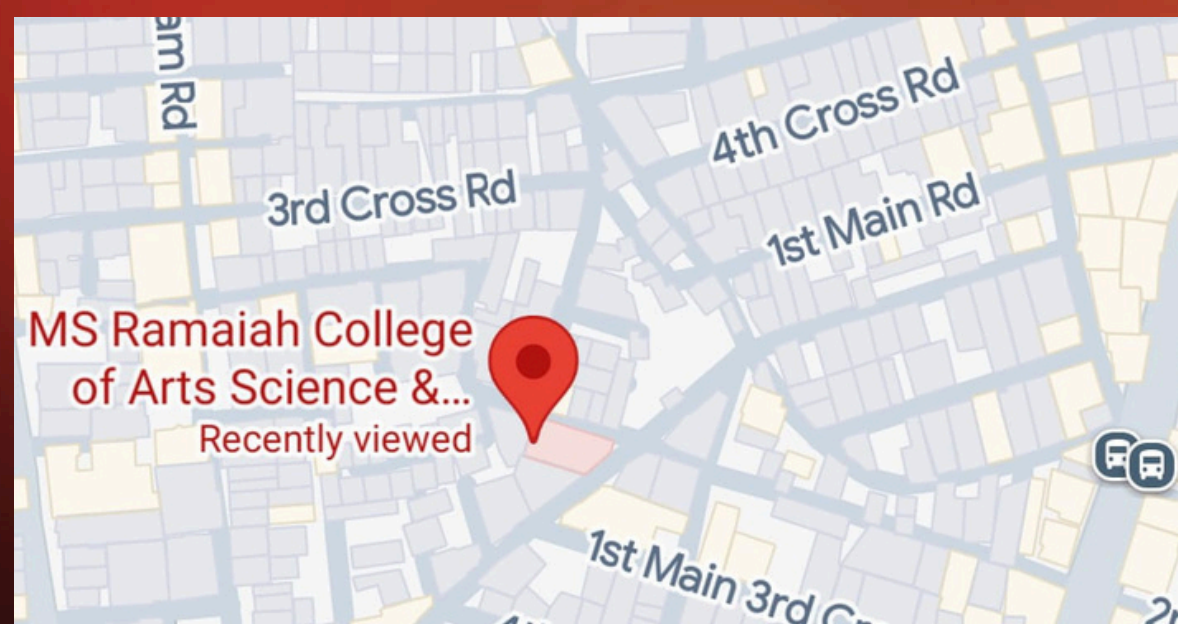 am Rd
4th Cross Rd
3rd Cross Rd
1st Main Rd
MS Ramaiah College
of Arts Science &...
Recently viewed
1st Main 3rd Cr